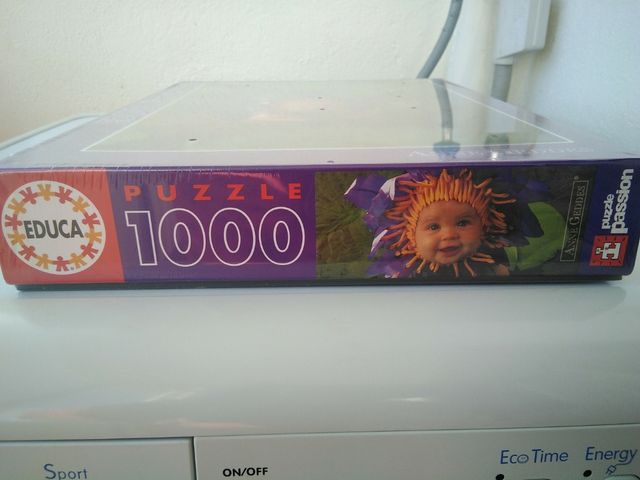 EDUCA
PUZZLE
1000
ANNE GEDDES
puzzle
passion
Sport
ON/OFF
Eco Time
Energy